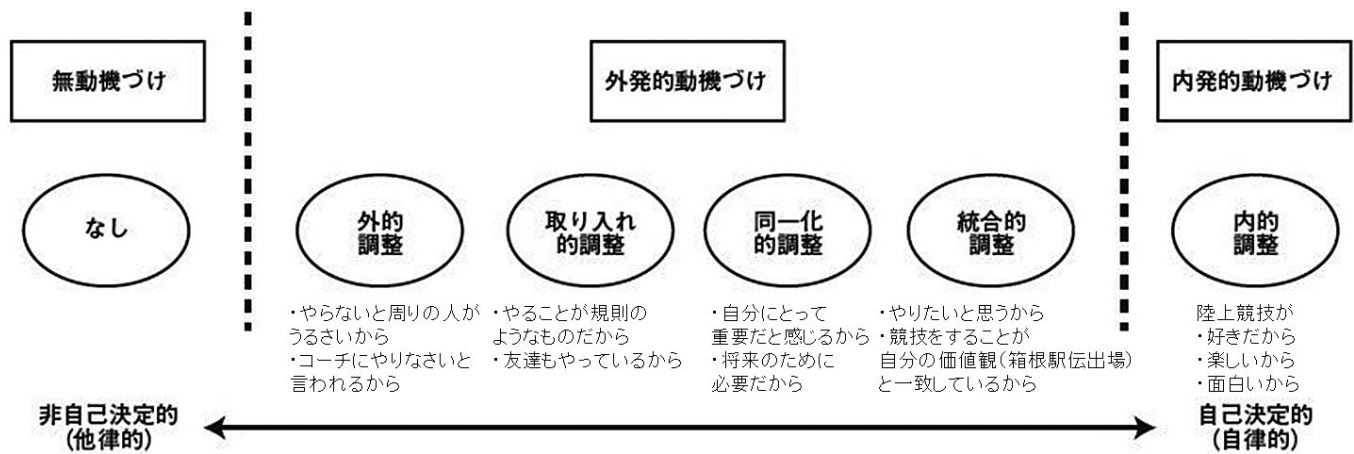 無動機づけ
外発的動機づけ
内発的動機づけ
なし
外的
調整
取り入れ
的調整
同一化
的調整
統合的
調整
内的
調整
・やらないと周りの人が
うるさいから
・コーチにやりなさいと
言われるから
・やることが規則の
ようなものだから
・友達もやっているから
・自分にとって
重要だと感じるから
・将来のために
必要だから
・やりたいと思うから
・競技をすることが
自分の価値観(箱根駅伝出場)
と一致しているから
陸上競技が
・好きだから
・楽しいから
・面白いから
非自己決定的
(他律的)
自己決定的
(自律的)